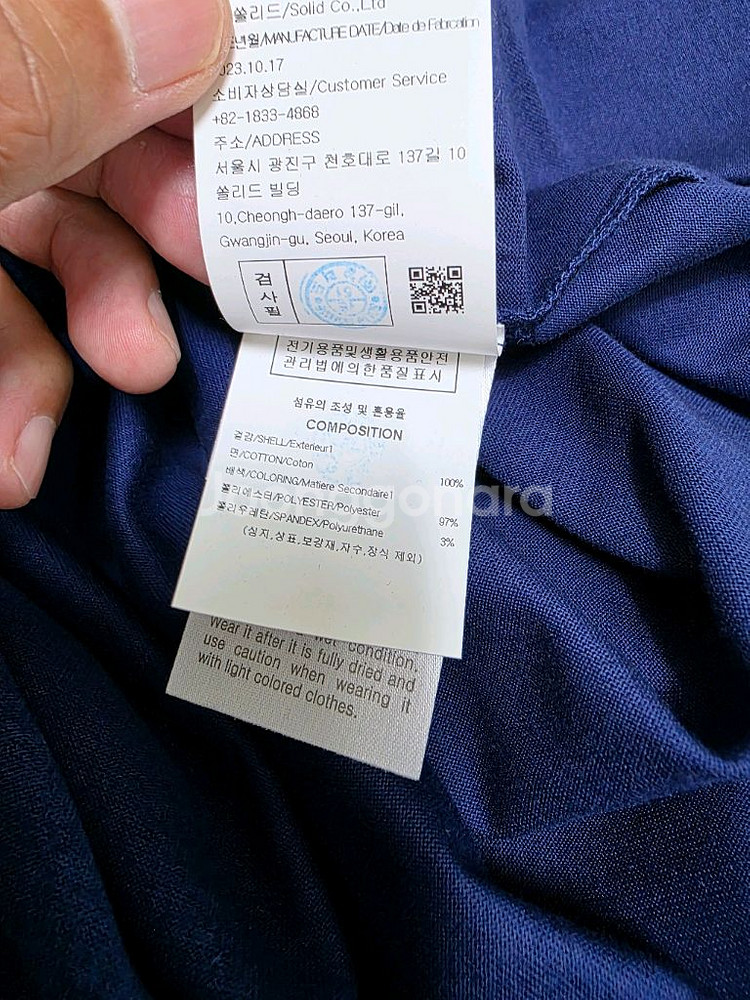 쏠리드/Solid Co.,Ltd
년월/MANUFACTURE DATE/Date de Fabrication
023.10.17
소비자상담실/Customer Service
+82-1833-4868
주소/ADDRESS
서울시 광진구 천호대로 137길 10
쏠리드 빌딩
10,Cheongh-daero 137-gil,
Gwangjin-gu, Seoul, Korea
검사필
전기용품및생활용품안전
관리법에의한품질표시
섬유의 조성 및 혼용율
COMPOSITION
겉감/SHELL/Exterieur1
면/COTTON/Coton 100%
배색/COLORING/Matiere Secondaire1
폴리에스터/POLYESTER/Polyester 97%
폴리우레탄/SPANDEX/Polyurethane 3%
(심지,상표,보강재,자수,장식 제외)
wet condition.
Wear it after it is fully dried and
use caution when wearing it
with light colored clothes.